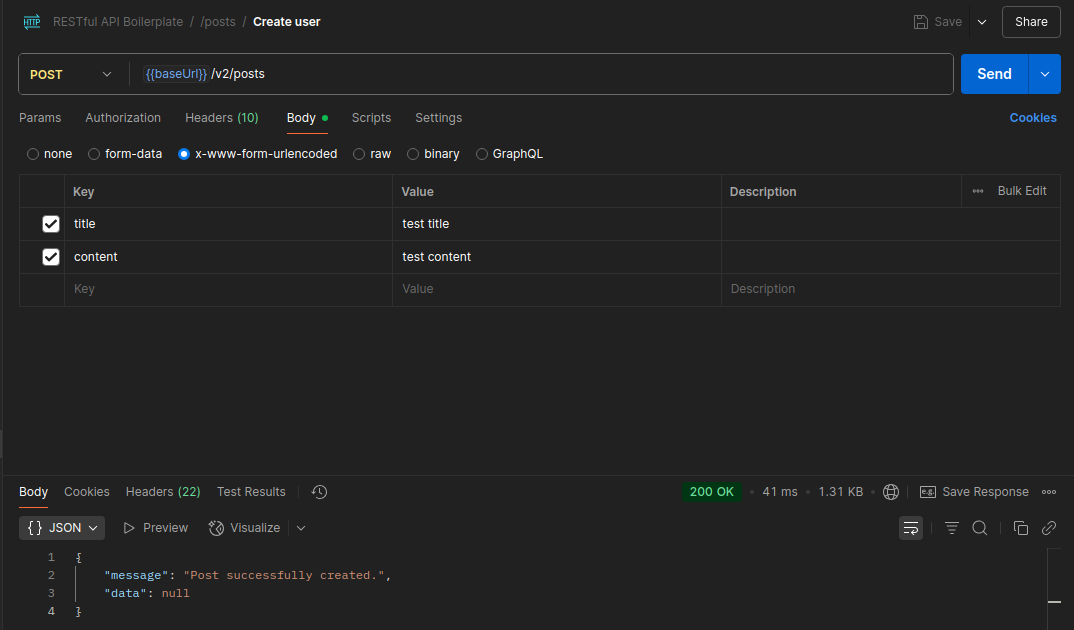 HTTP RESTful API Boilerplate / /posts / Create user Save Share
POST {{baseUrl}} /v2/posts Send
Params Authorization Headers (10) Body Scripts Settings Cookies
none form-data x-www-form-urlencoded raw binary GraphQL
Key Value Description Bulk Edit
title test title
content test content
Key Value Description
Body Cookies Headers (22) Test Results 200 OK • 41 ms • 1.31 KB • e.g. Save Response
{} JSON Preview Visualize
1 {
2 "message": "Post successfully created.",
3 "data": null
4 }